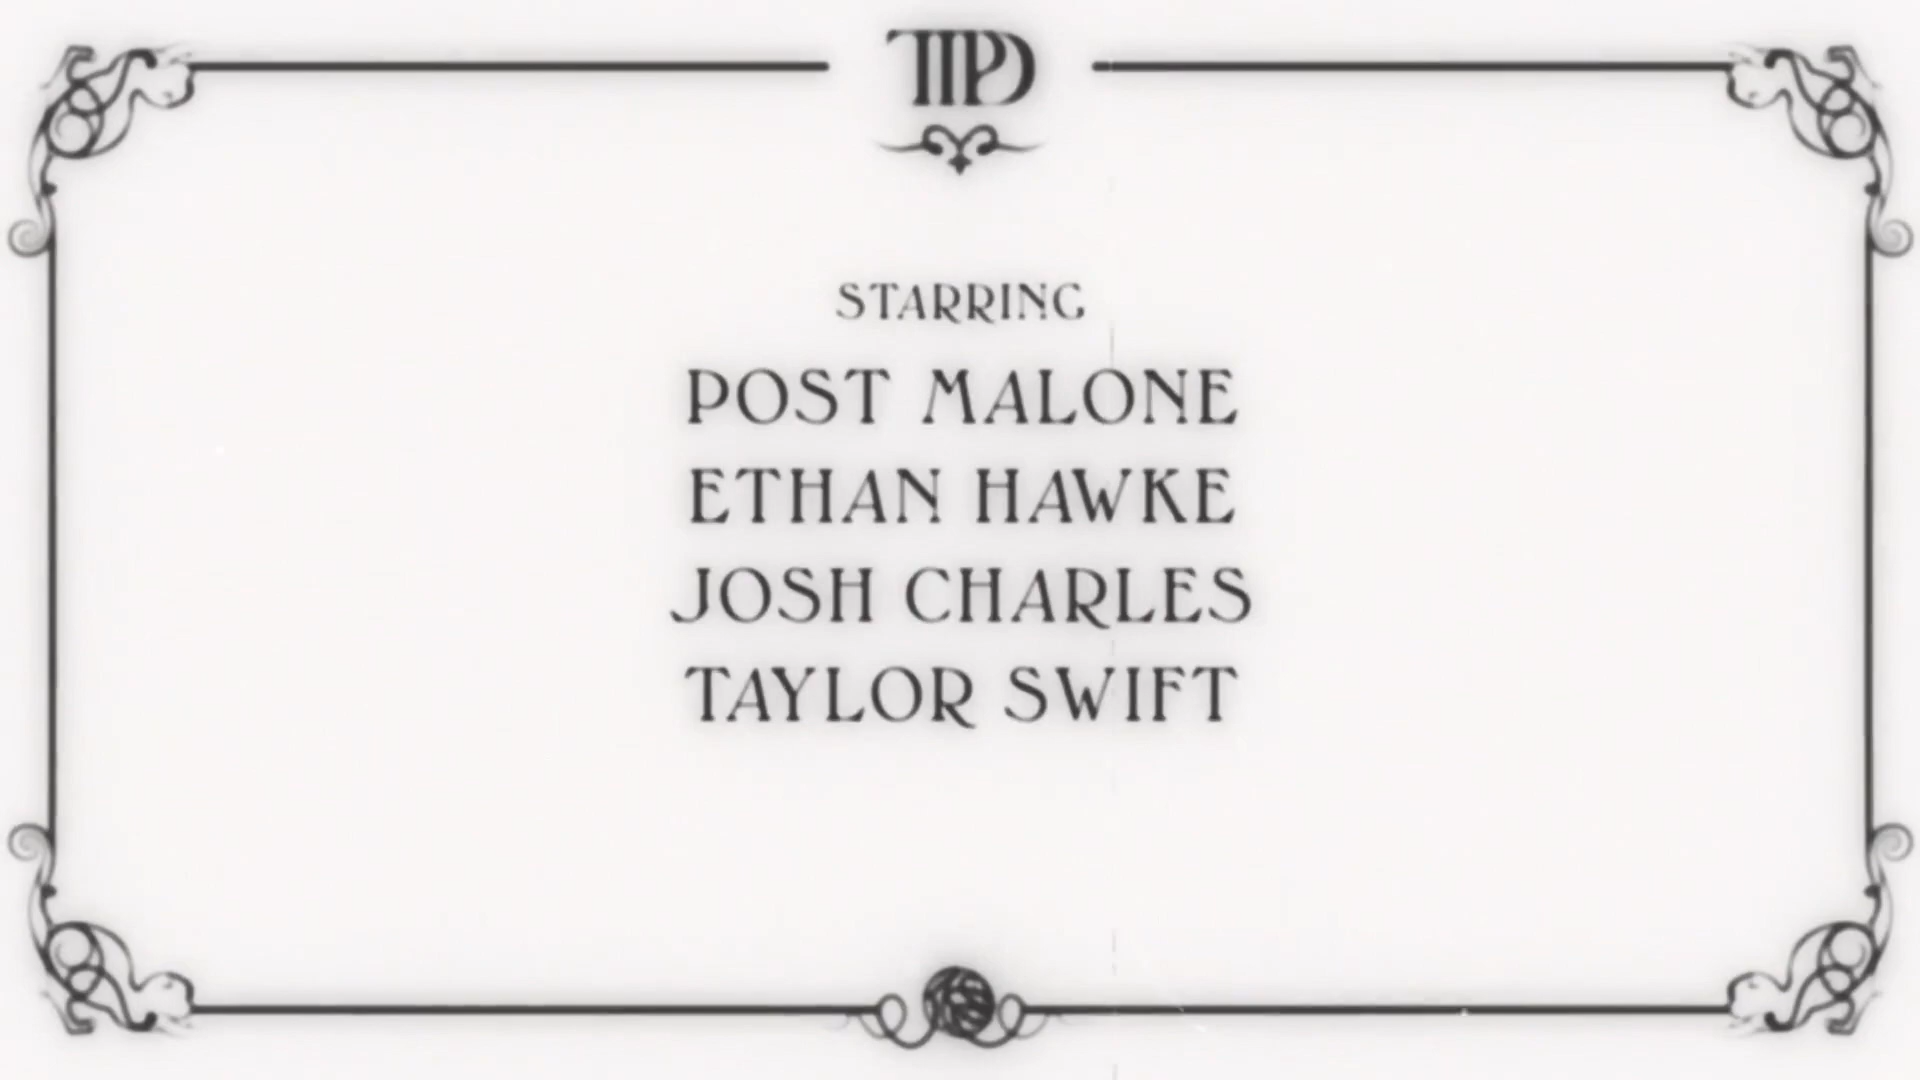 TTPD
STARRING
POST MALONE
ETHAN HAWKE
JOSH CHARLES
TAYLOR SWIFT